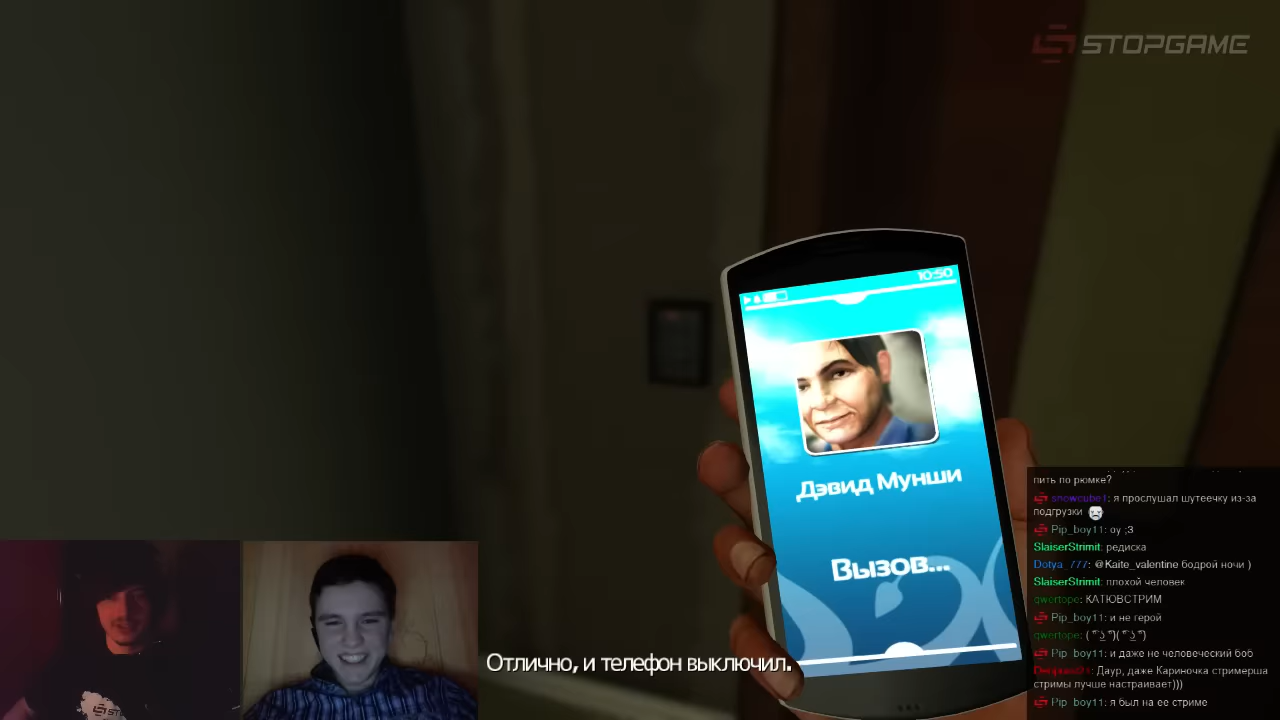 STOPGAME
10:50
Дэвид Мунши
Вызов...
Отлично, и телефон выключил.
пить по рюмке?
snowcube1: я прослушал шутеечку из-за
подгрузки
Pip_boy11: оу ;3
SlaiserStrimit: редиска
Dotya_777: @Kaite_valentine бодрой ночи )
SlaiserStrimit: плохой человек
qwertope: КАТЮВСТРИМ
Pip_boy11: и не герой
qwertope:
Pip_boy11: и даже не человеческий боб
Даур, даже Кариночка стримерша
стримы лучше настраивает)))
Pip_boy11: я был на ее стриме